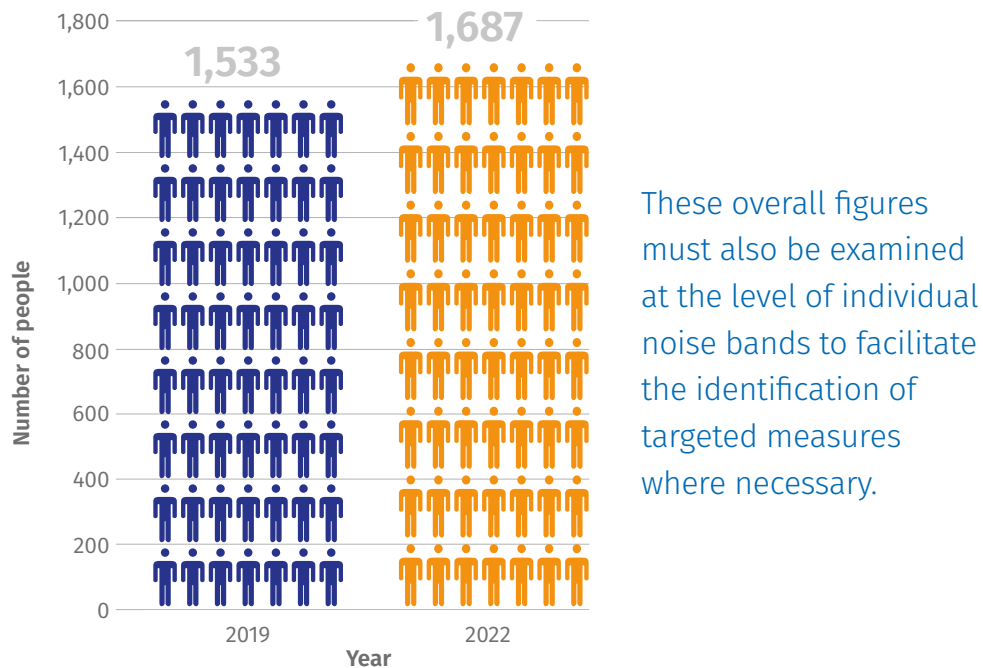 1,800
1,600
1,400
1,200
1,000
800
600
400
200
0
Number of people
1,533
1,687
2019
2022
Year
These overall figures
must also be examined
at the level of individual
noise bands to facilitate
the identification of
targeted measures
where necessary.